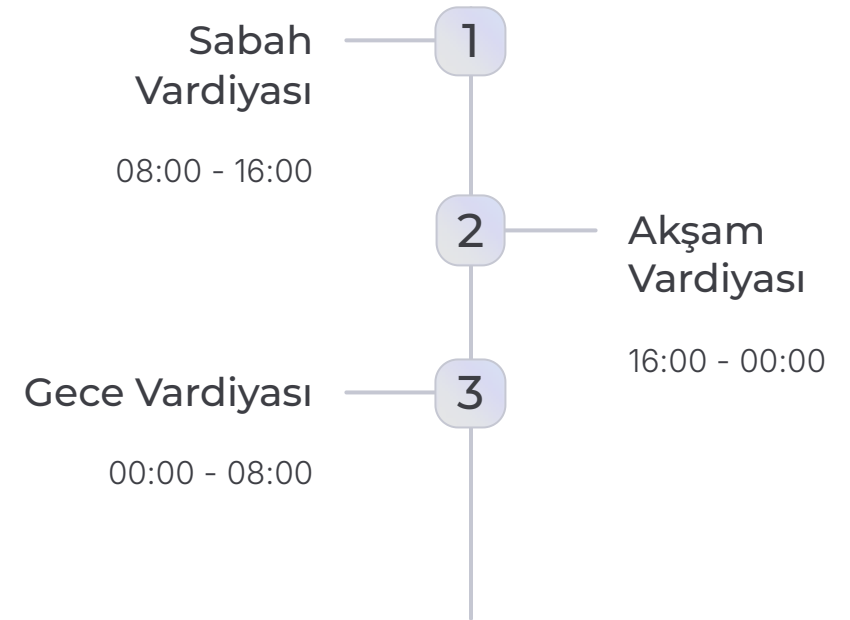 1
Sabah
Vardiyası
08:00 - 16:00
2
Akşam
Vardiyası
16:00 - 00:00
3
Gece Vardiyası
00:00 - 08:00